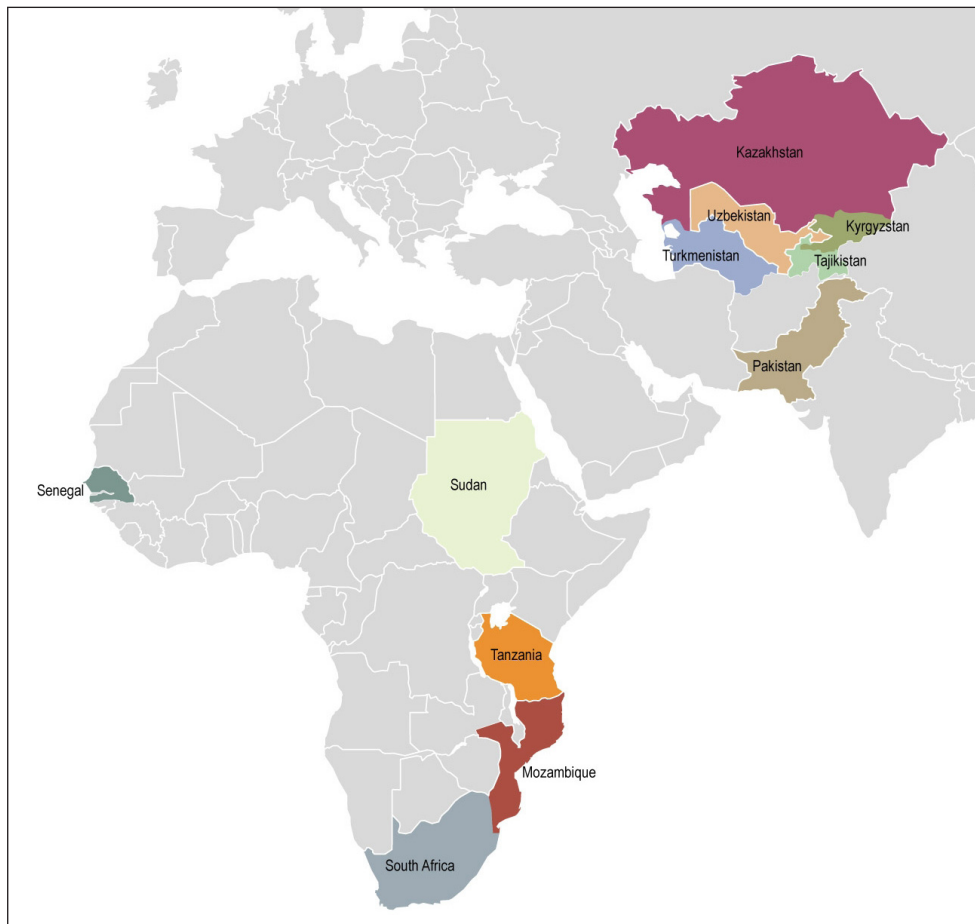 Kazakhstan
Uzbekistan
Kyrgyzstan
Turkmenistan
Tajikistan
Pakistan
Senegal
Sudan
Tanzania
Mozambique
South Africa